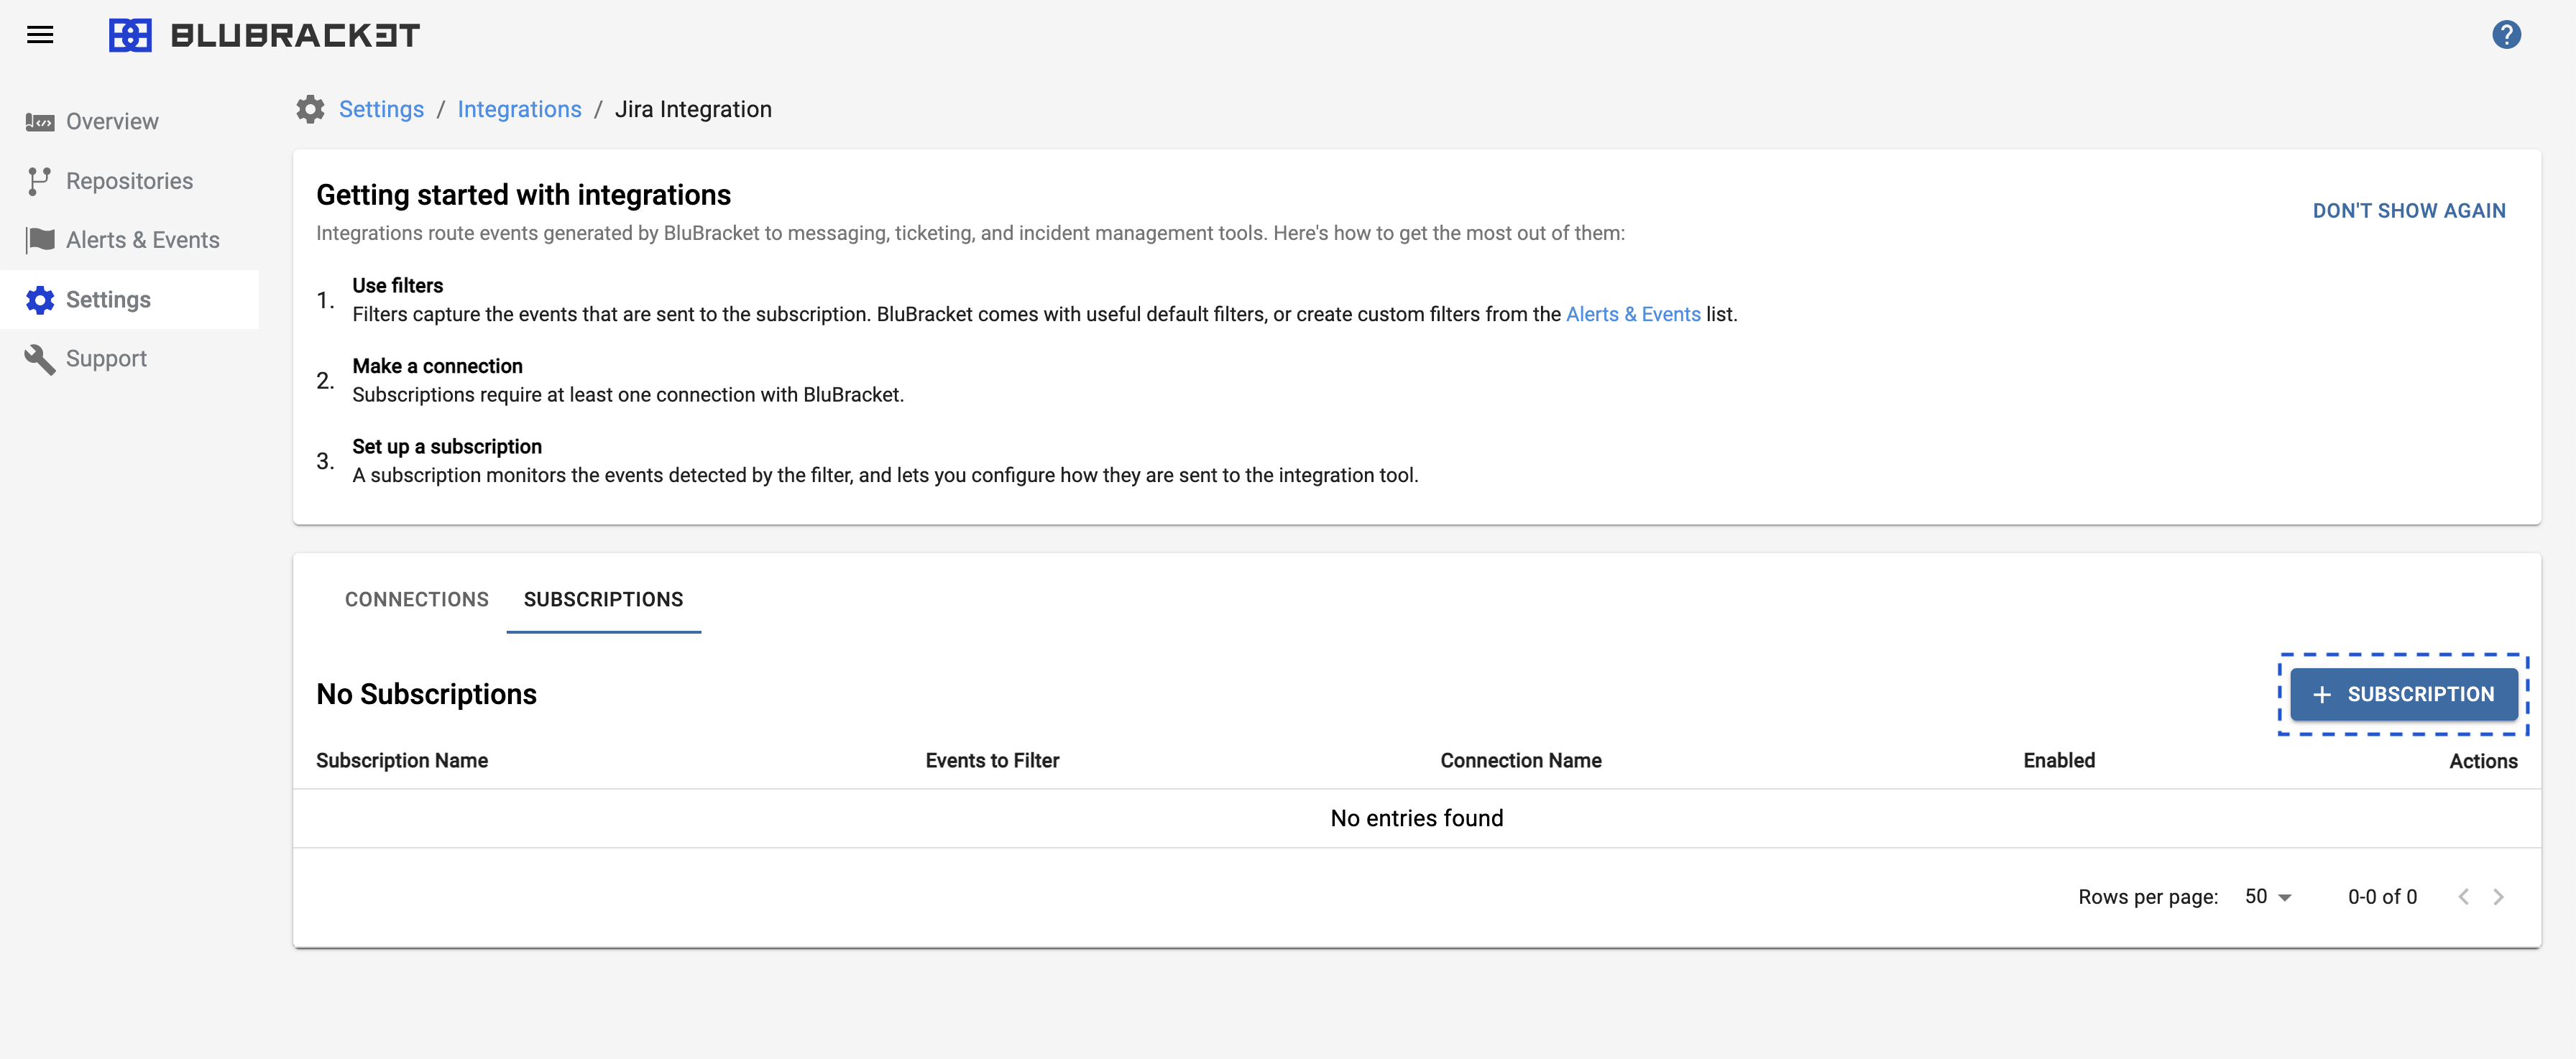 BLUBRACKET
?
Overview
Repositories
Alerts & Events
Settings
Support
Settings / Integrations / Jira Integration
Getting started with integrations
DON'T SHOW AGAIN
Integrations route events generated by BluBracket to messaging, ticketing, and incident management tools. Here's how to get the most out of them:
1. Use filters
Filters capture the events that are sent to the subscription. BluBracket comes with useful default filters, or create custom filters from the Alerts & Events list.
2. Make a connection
Subscriptions require at least one connection with BluBracket.
3. Set up a subscription
A subscription monitors the events detected by the filter, and lets you configure how they are sent to the integration tool.
CONNECTIONS SUBSCRIPTIONS
No Subscriptions
+ SUBSCRIPTION
Subscription Name Events to Filter Connection Name Enabled Actions
No entries found
Rows per page: 50 0-0 of 0